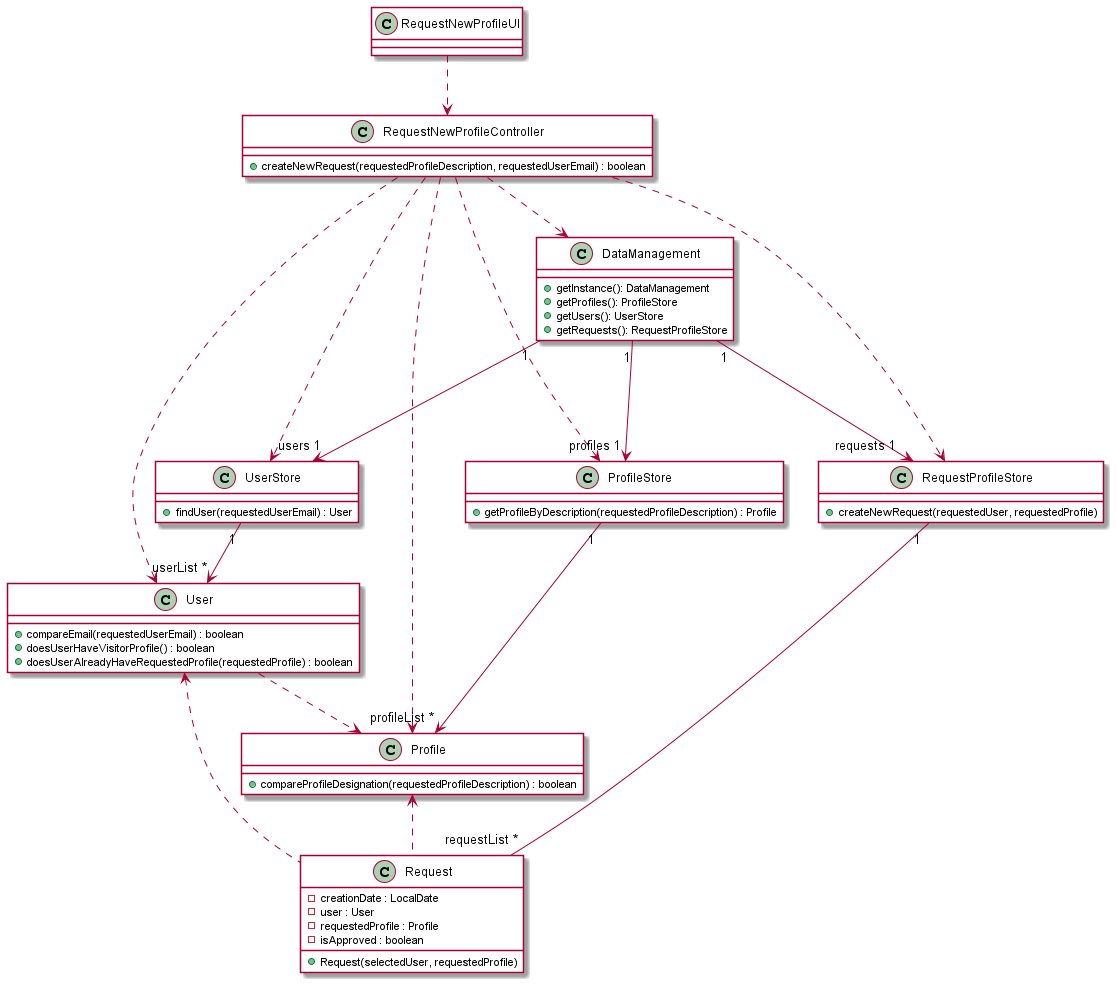 C RequestNewProfileUI
C RequestNewProfileController
createNewRequest(requestedProfileDescription, requestedUserEmail) : boolean
C DataManagement
getInstance(): DataManagement
getProfiles(): ProfileStore
getUsers(): UserStore
getRequests(): RequestProfileStore
1
1
1
users 1
profiles 1
requests 1
C UserStore
findUser(requestedUserEmail) : User
C ProfileStore
getProfileByDescription(requestedProfileDescription) : Profile
C RequestProfileStore
createNewRequest(requestedUser, requestedProfile)
1
1
1
userList *
C User
compareEmail(requestedUserEmail) : boolean
doesUserHaveVisitorProfile() : boolean
doesUserAlreadyHaveRequestedProfile(requestedProfile) : boolean
profileList *
C Profile
compareProfileDesignation(requestedProfileDescription) : boolean
requestList *
C Request
creationDate : LocalDate
user : User
requestedProfile : Profile
isApproved : boolean
Request(selectedUser, requestedProfile)